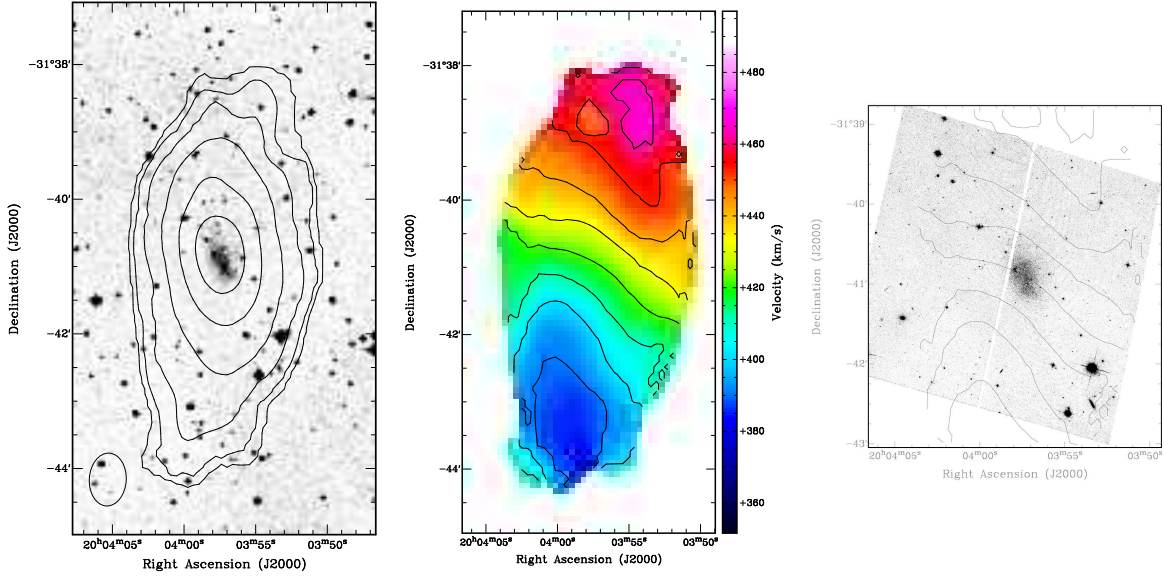 −31°38′
−40′
−42′
−44′
Declination (J2000)
20ʰ04ᵐ05ˢ
04ᵐ00ˢ
03ᵐ55ˢ
03ᵐ50ˢ
Right Ascension (J2000)
−31°38′
−40′
−42′
−44′
Declination (J2000)
20ʰ04ᵐ05ˢ
04ᵐ00ˢ
03ᵐ55ˢ
03ᵐ50ˢ
Right Ascension (J2000)
+480
+460
+440
+420
+400
+380
+360
Velocity (km/s)
−31°39′
−40′
−41′
−42′
−43′
Declination (J2000)
20ʰ04ᵐ05ˢ
04ᵐ00ˢ
03ᵐ55ˢ
03ᵐ50ˢ
Right Ascension (J2000)